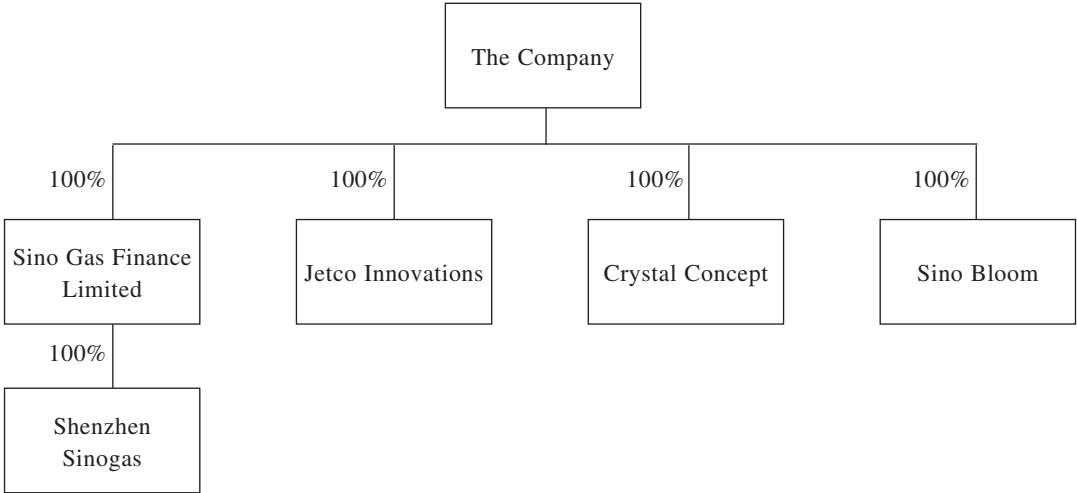 The Company
100%
100%
100%
100%
Sino Gas Finance
Limited
Jetco Innovations
Crystal Concept
Sino Bloom
100%
Shenzhen
Sinogas